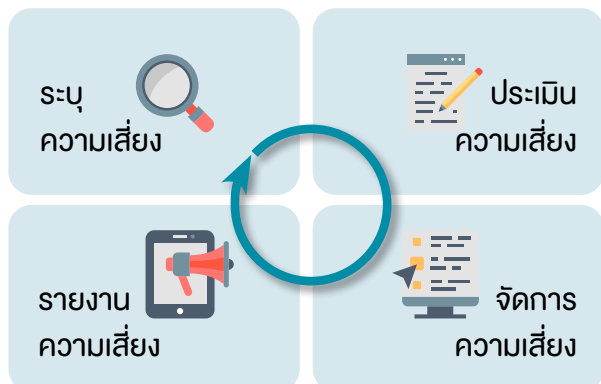 ระบุ
ความเสี่ยง
ประเมิน
ความเสี่ยง
รายงาน
ความเสี่ยง
จัดการ
ความเสี่ยง